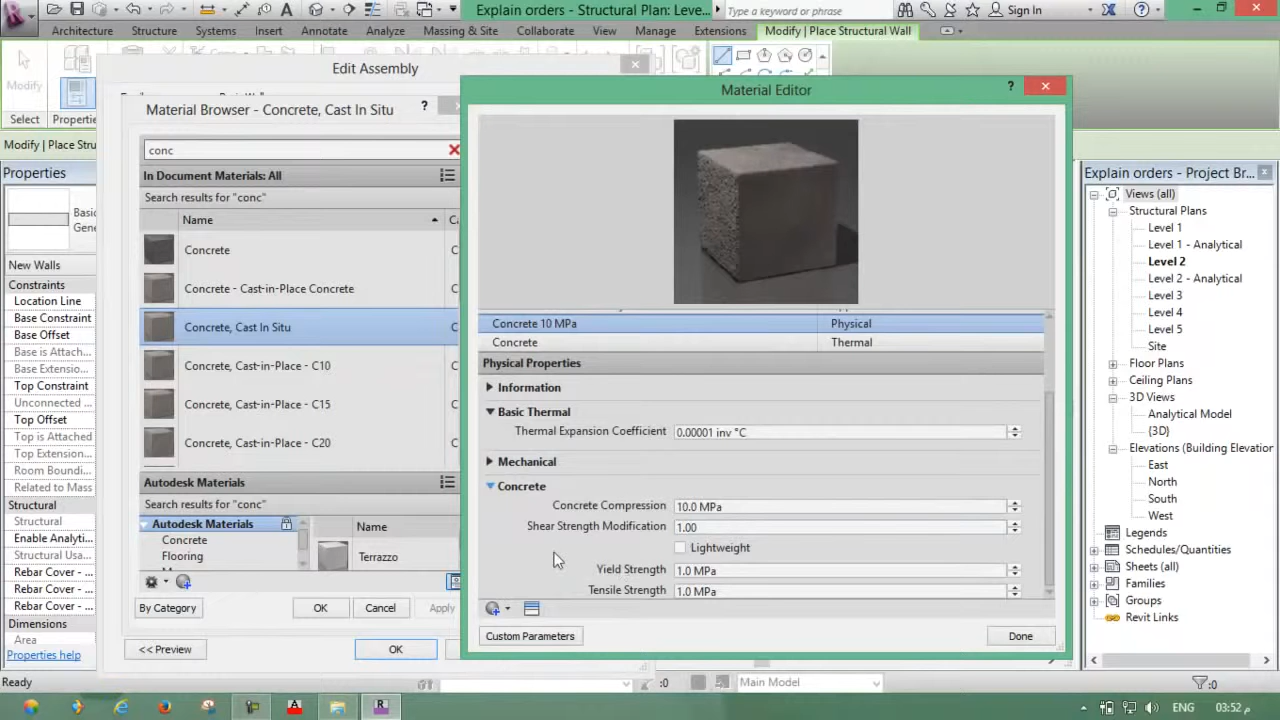 Explain orders - Structural Plan: Leve...
Type a keyword or phrase
Sign In
Architecture
Structure
Systems
Insert
Annotate
Analyze
Massing & Site
Collaborate
View
Manage
Extensions
Modify | Place Structural Wall
Modify
Select
Properties
Modify | Place Stru
Properties
Basic
Gene
New Walls
Constraints
Location Line
Base Constraint
Base Offset
Base is Attach...
Base Extensio...
Top Constraint
Unconnected
Top Offset
Top is Attached
Top Extension...
Room Boundi...
Related to Mass
Structural
Structural
Enable Analyti...
Rebar Cover - ...
Rebar Cover - ...
Rebar Cover - ...
Dimensions
Area
Properties help
Ready
Edit Assembly
Material Browser - Concrete, Cast In Situ
?
conc
In Document Materials: All
Search results for "conc"
Name
Concrete
Concrete - Cast-in-Place Concrete
Concrete, Cast In Situ
Concrete, Cast-in-Place - C10
Concrete, Cast-in-Place - C15
Concrete, Cast-in-Place - C20
Autodesk Materials
Search results for "conc"
Autodesk Materials
Concrete
Flooring
Name
Terrazzo
By Category
OK
Cancel
Apply
<< Preview
OK
Material Editor
?
Concrete 10 MPa
Physical
Concrete
Thermal
Physical Properties
Information
Basic Thermal
Thermal Expansion Coefficient
0.00001 inv °C
Mechanical
Concrete
Concrete Compression
10.0 MPa
Shear Strength Modification
1.00
Lightweight
Yield Strength
1.0 MPa
Tensile Strength
1.0 MPa
Custom Parameters
Done
Explain orders - Project Br...
Views (all)
Structural Plans
Level 1
Level 1 - Analytical
Level 2
Level 2 - Analytical
Level 3
Level 4
Level 5
Site
Floor Plans
Ceiling Plans
3D Views
Analytical Model
{3D}
Elevations (Building Elevation
East
North
South
West
Legends
Schedules/Quantities
Sheets (all)
Families
Groups
Revit Links
:0
Main Model
:0
ENG
03:52 م